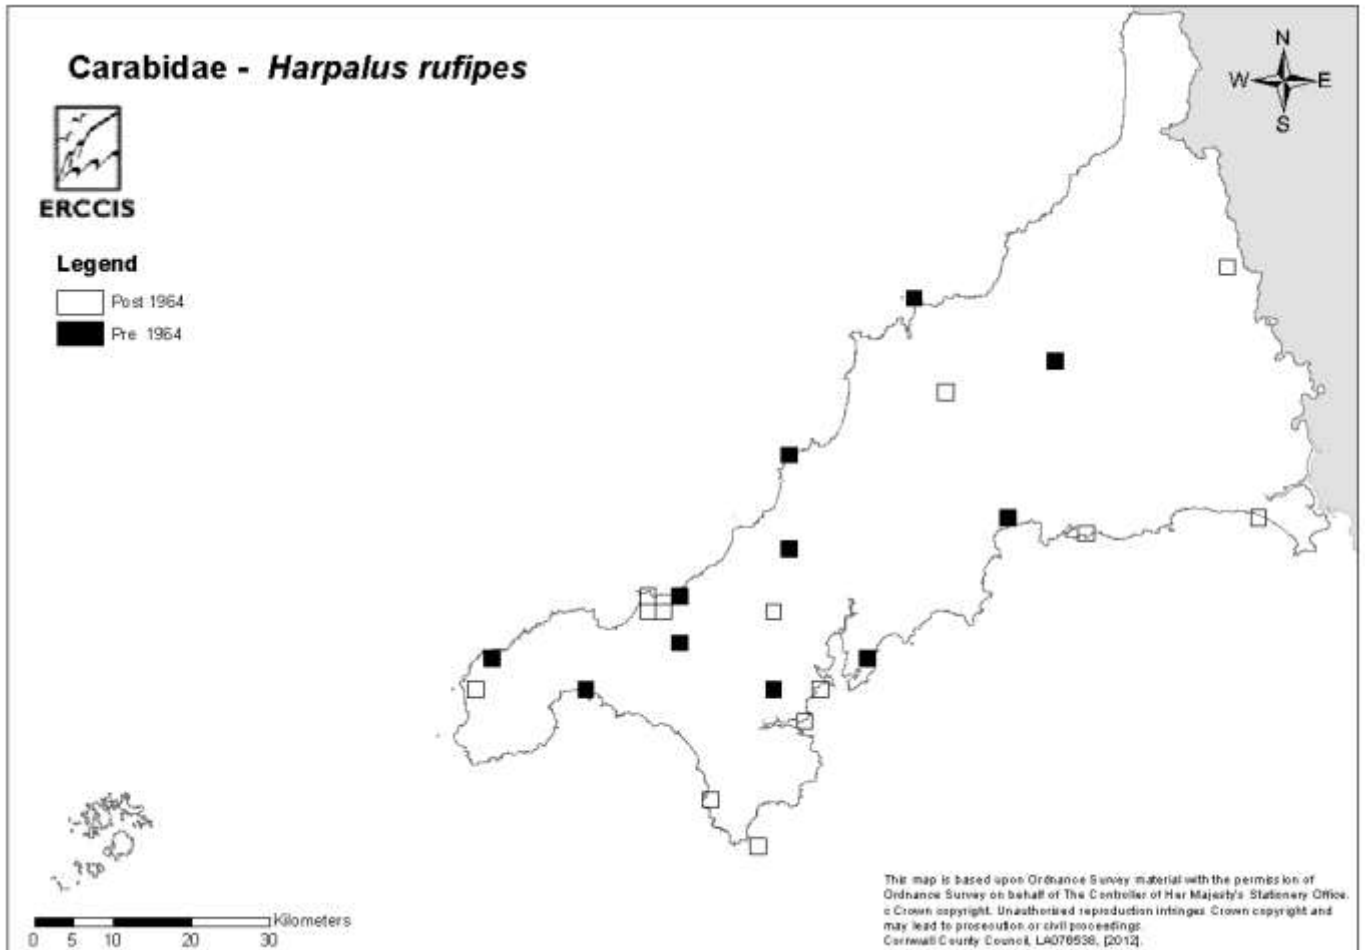 Carabidae - Harpalus rufipes
N
W E
S
ERCCIS
Legend
Post 1964
Pre 1964
Kilometers
0 5 10 20 30
This map is based upon Ordnance Survey material with the permission of
Ordnance Survey on behalf of The Controller of Her Majesty's Stationery Office.
c Crown copyright. Unauthorised reproduction infringes Crown copyright and
may lead to prosecution or civil proceedings.
Cornwall County Council, LA076538, [2012].